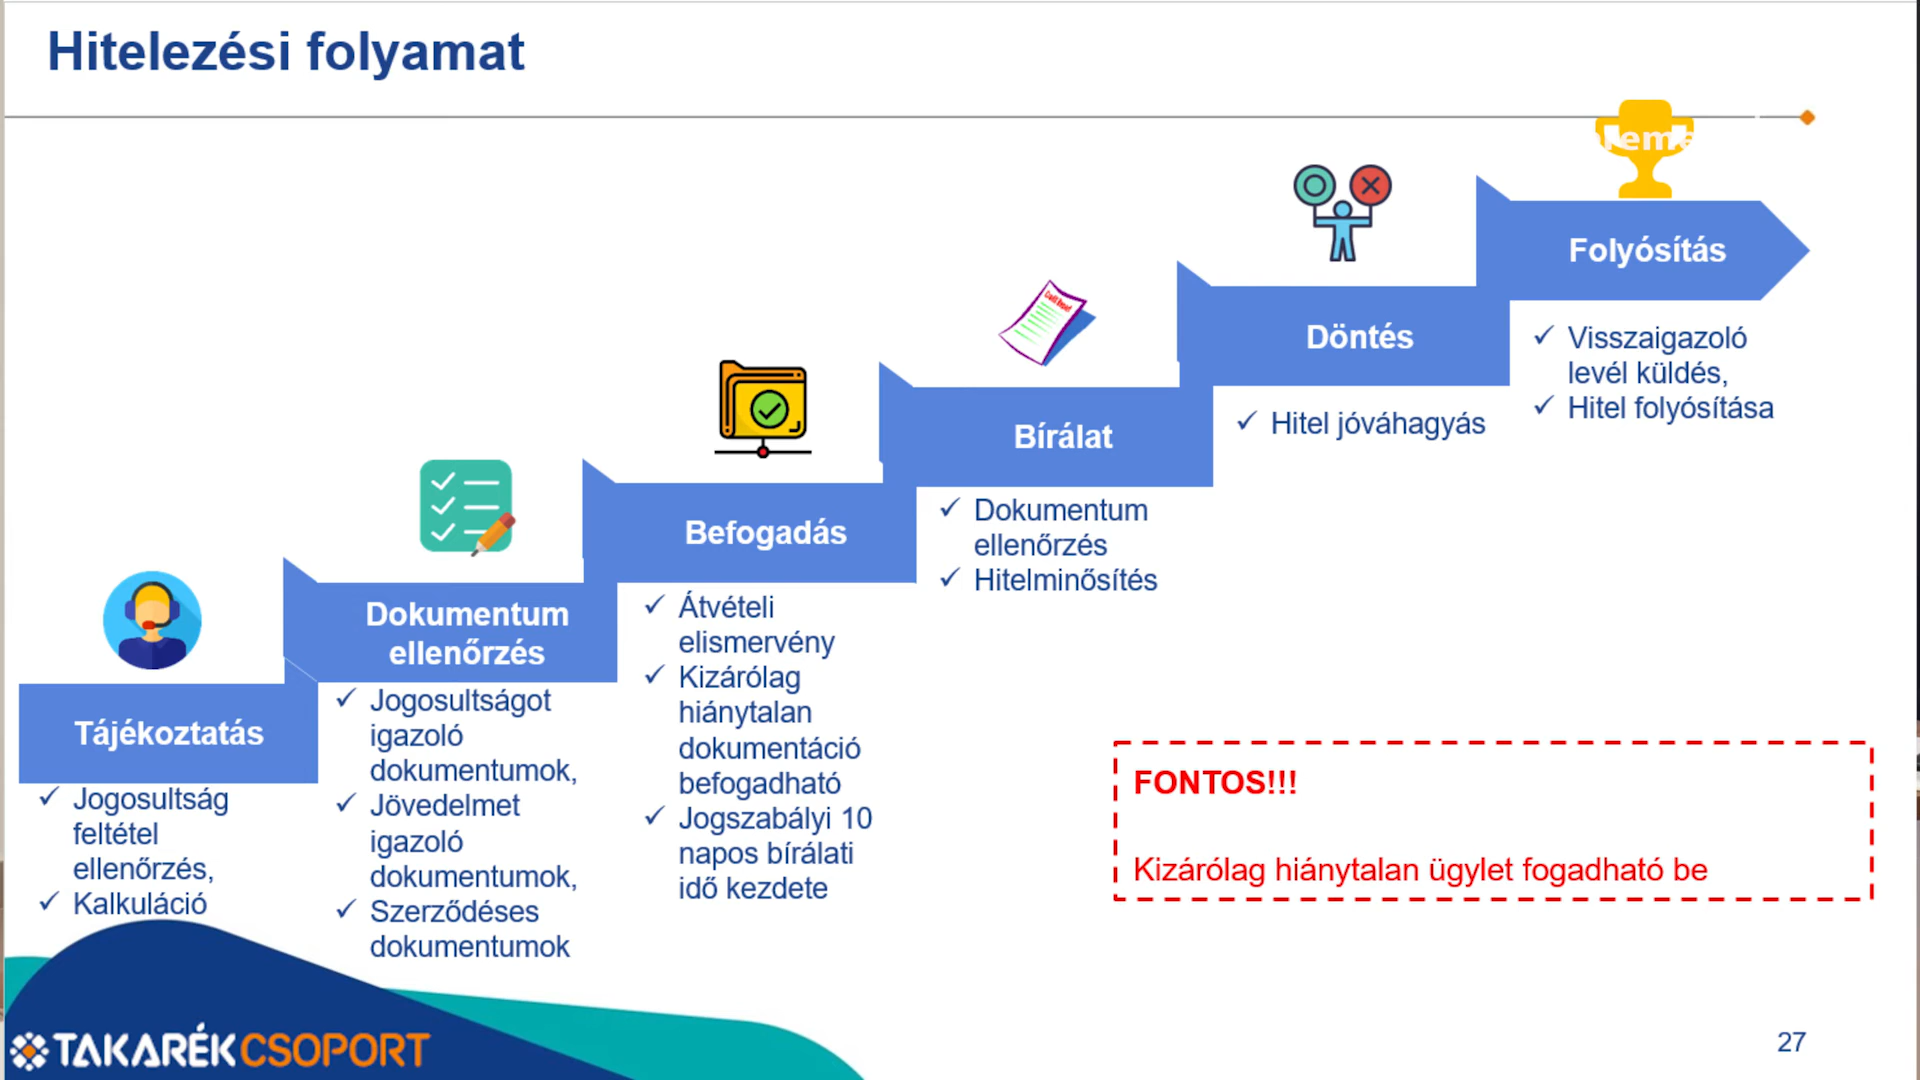 Hitelezési folyamat
Folyósítás
Visszaigazoló
levél küldés,
Hitel folyósítása
Döntés
Hitel jóváhagyás
Bírálat
Dokumentum
ellenőrzés
Hitelminősítés
Befogadás
Átvételi
elismervény
Kizárólag
hiánytalan
dokumentáció
befogadható
Jogszabályi 10
napos bírálati
idő kezdete
Dokumentum
ellenőrzés
Jogosultságot
igazoló
dokumentumok,
Jövedelmet
igazoló
dokumentumok,
Szerződéses
dokumentumok
Tájékoztatás
Jogosultság
feltétel
ellenőrzés,
Kalkuláció
FONTOS!!!
Kizárólag hiánytalan ügylet fogadható be
TAKARÉKCSOPORT
27